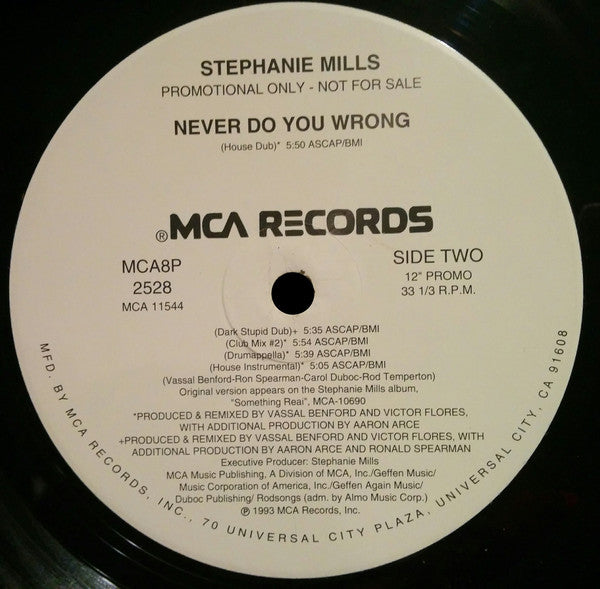 STEPHANIE MILLS
PROMOTIONAL ONLY - NOT FOR SALE
NEVER DO YOU WRONG
(House Dub)* 5:50 ASCAP/BMI
®MCA RECORDS
MCA8P
2528
MCA 11544
SIDE TWO
12" PROMO
33 1/3 R.P.M.
(Dark Stupid Dub)+ 5:35 ASCAP/BMI
(Club Mix #2)* 5:54 ASCAP/BMI
(Drumappella)* 5:39 ASCAP/BMI
(House Instrumental)* 5:05 ASCAP/BMI
(Vassal Benford-Ron Spearman-Carol Duboc-Rod Temperton)
Original version appears on the Stephanie Mills album,
"Something Real", MCA-10690
*PRODUCED & REMIXED BY VASSAL BENFORD AND VICTOR FLORES,
WITH ADDITIONAL PRODUCTION BY AARON ARCE
+PRODUCED & REMIXED BY VASSAL BENFORD AND VICTOR FLORES, WITH
ADDITIONAL PRODUCTION BY AARON ARCE AND RONALD SPEARMAN
Executive Producer: Stephanie Mills
MCA Music Publishing, A Division of MCA, Inc./Geffen Music/
Music Corporation of America, Inc./Geffen Again Music/
Duboc Publishing/ Rodsongs (adm. by Almo Music Corp.)
℗ 1993 MCA Records, Inc.
MFD. BY MCA RECORDS, INC., 70 UNIVERSAL CITY PLAZA, UNIVERSAL CITY, CA 91608